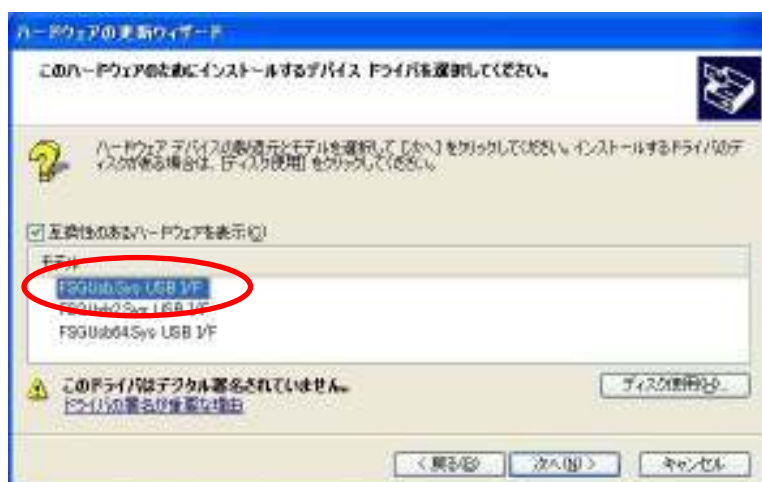 ハードウェアの更新ウィザード
このハードウェアのためにインストールするデバイス ドライバを選択してください。
ハードウェア デバイスの製造元とモデルを選択して [次へ] をクリックしてください。インストールするドライバのデ
ィスクがある場合は、[ディスク使用] をクリックしてください。
互換性のあるハードウェアを表示(C)
モデル
FSGUsb.Sys USB I/F
FSGUsb2.Sys USB I/F
FSGUsb64.Sys USB I/F
このドライバはデジタル署名されていません。
ドライバの署名が重要な理由
ディスク使用(H)...
< 戻る(B)
次へ(N) >
キャンセル